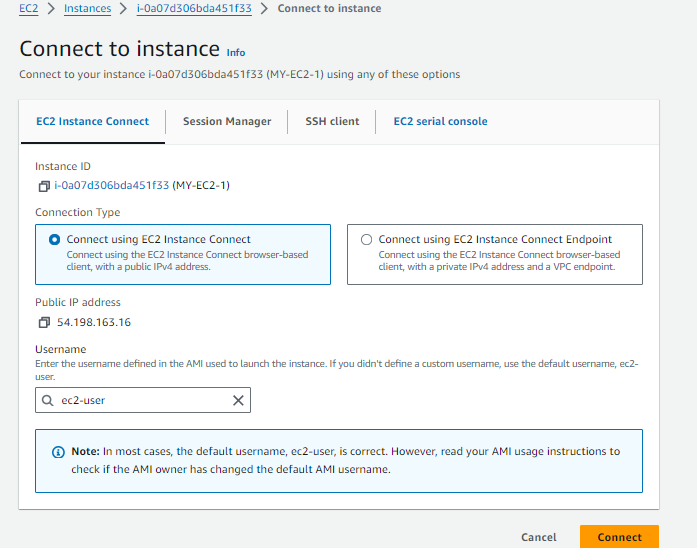 EC2 > Instances > i-0a07d306bda451f33 > Connect to instance
Connect to instance Info
Connect to your instance i-0a07d306bda451f33 (MY-EC2-1) using any of these options
EC2 Instance Connect Session Manager SSH client EC2 serial console
Instance ID
i-0a07d306bda451f33 (MY-EC2-1)
Connection Type
Connect using EC2 Instance Connect
Connect using the EC2 Instance Connect browser-based
client, with a public IPv4 address.
Connect using EC2 Instance Connect Endpoint
Connect using the EC2 Instance Connect browser-based
client, with a private IPv4 address and a VPC endpoint.
Public IP address
54.198.163.16
Username
Enter the username defined in the AMI used to launch the instance. If you didn't define a custom username, use the default username, ec2-
user.
ec2-user
Note: In most cases, the default username, ec2-user, is correct. However, read your AMI usage instructions to
check if the AMI owner has changed the default AMI username.
Cancel Connect